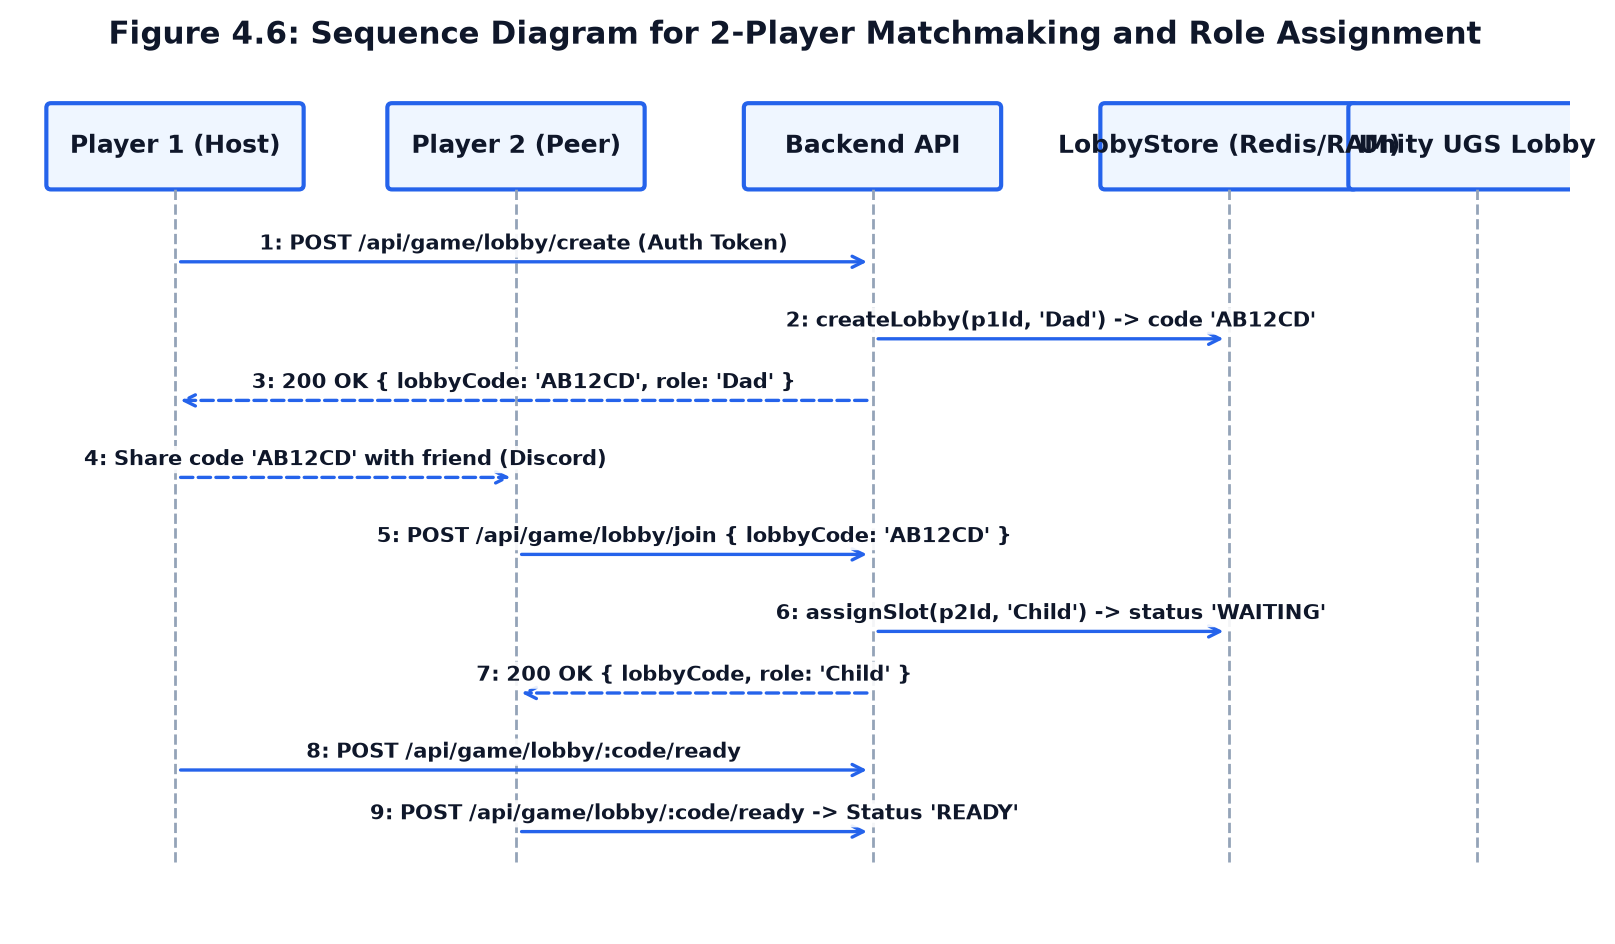 Figure 4.6: Sequence Diagram for 2-Player Matchmaking and Role Assignment
Player 1 (Host)
Player 2 (Peer)
Backend API
LobbyStore (Redis/RAM)
Unity UGS Lobby
1: POST /api/game/lobby/create (Auth Token)
2: createLobby(p1Id, 'Dad') -> code 'AB12CD'
3: 200 OK { lobbyCode: 'AB12CD', role: 'Dad' }
4: Share code 'AB12CD' with friend (Discord)
5: POST /api/game/lobby/join { lobbyCode: 'AB12CD' }
6: assignSlot(p2Id, 'Child') -> status 'WAITING'
7: 200 OK { lobbyCode, role: 'Child' }
8: POST /api/game/lobby/:code/ready
9: POST /api/game/lobby/:code/ready -> Status 'READY'